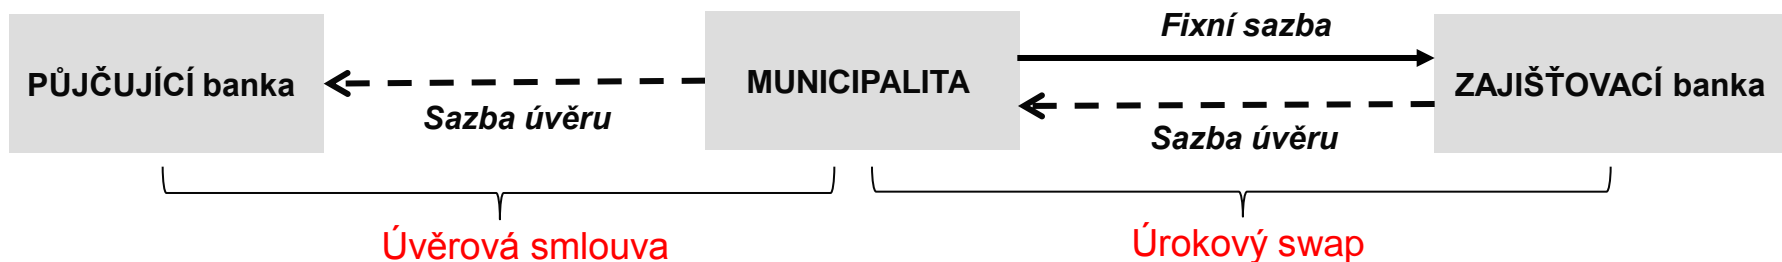 PŮJČUJÍCÍ banka
Sazba úvěru
MUNICIPALITA
Fixní sazba
Sazba úvěru
ZAJIŠŤOVACÍ banka
Úvěrová smlouva
Úrokový swap